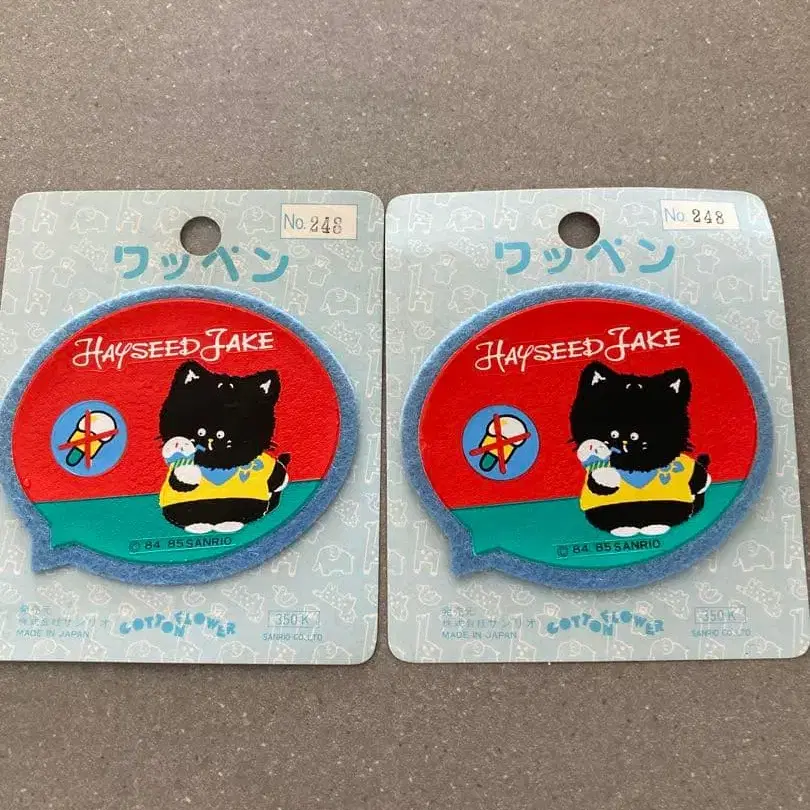 No. 248
ワッペン
HAYSEED JAKE
© 84, 85 SANRIO
発売元
株式会社サンリオ
MADE IN JAPAN
COTTON FLOWER
350K
SANRIO CO., LTD.
No. 248
ワッペン
HAYSEED JAKE
© 84, 85 SANRIO
発売元
株式会社サンリオ
MADE IN JAPAN
COTTON FLOWER
350K
SANRIO CO., LTD.